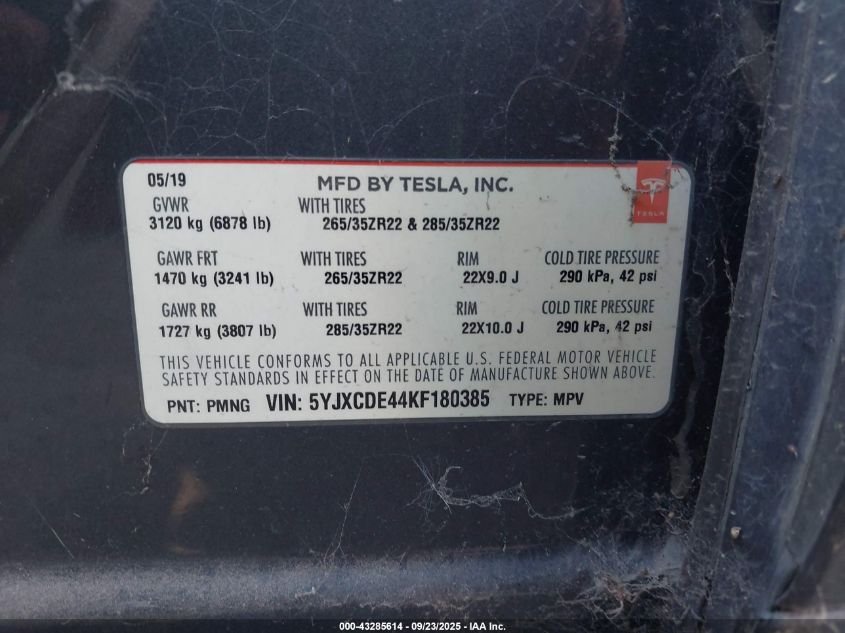 05/19 MFD BY TESLA, INC.
GVWR WITH TIRES
3120 kg (6878 lb) 265/35ZR22 & 285/35ZR22
TESLA
GAWR FRT WITH TIRES RIM COLD TIRE PRESSURE
1470 kg (3241 lb) 265/35ZR22 22X9.0 J 290 kPa, 42 psi
GAWR RR WITH TIRES RIM COLD TIRE PRESSURE
1727 kg (3807 lb) 285/35ZR22 22X10.0 J 290 kPa, 42 psi
THIS VEHICLE CONFORMS TO ALL APPLICABLE U.S. FEDERAL MOTOR VEHICLE
SAFETY STANDARDS IN EFFECT ON THE DATE OF MANUFACTURE SHOWN ABOVE.
PNT: PMNG VIN: 5YJXCDE44KF180385 TYPE: MPV
000-43285614 - 09/23/2025 - IAA Inc.